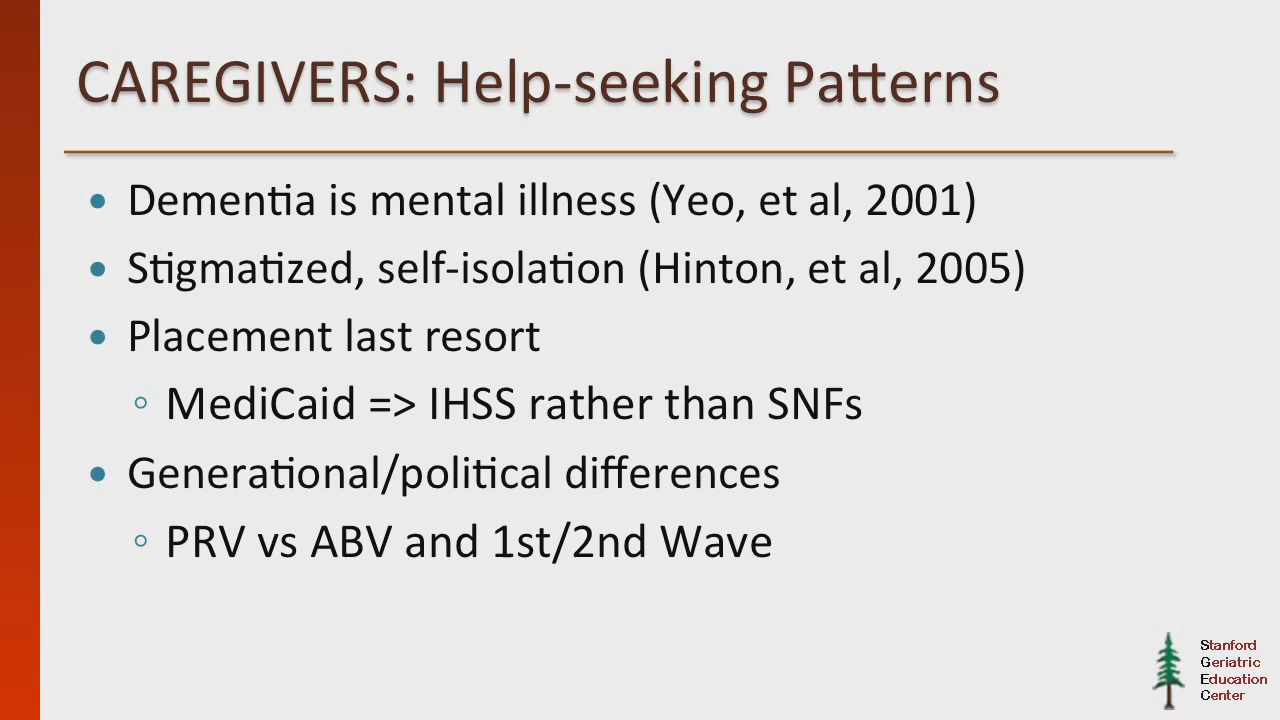 CAREGIVERS: Help-seeking Patterns
• Dementia is mental illness (Yeo, et al, 2001)
• Stigmatized, self-isolation (Hinton, et al, 2005)
• Placement last resort
◦ MediCaid => IHSS rather than SNFs
• Generational/political differences
◦ PRV vs ABV and 1st/2nd Wave
Stanford
Geriatric
Education
Center